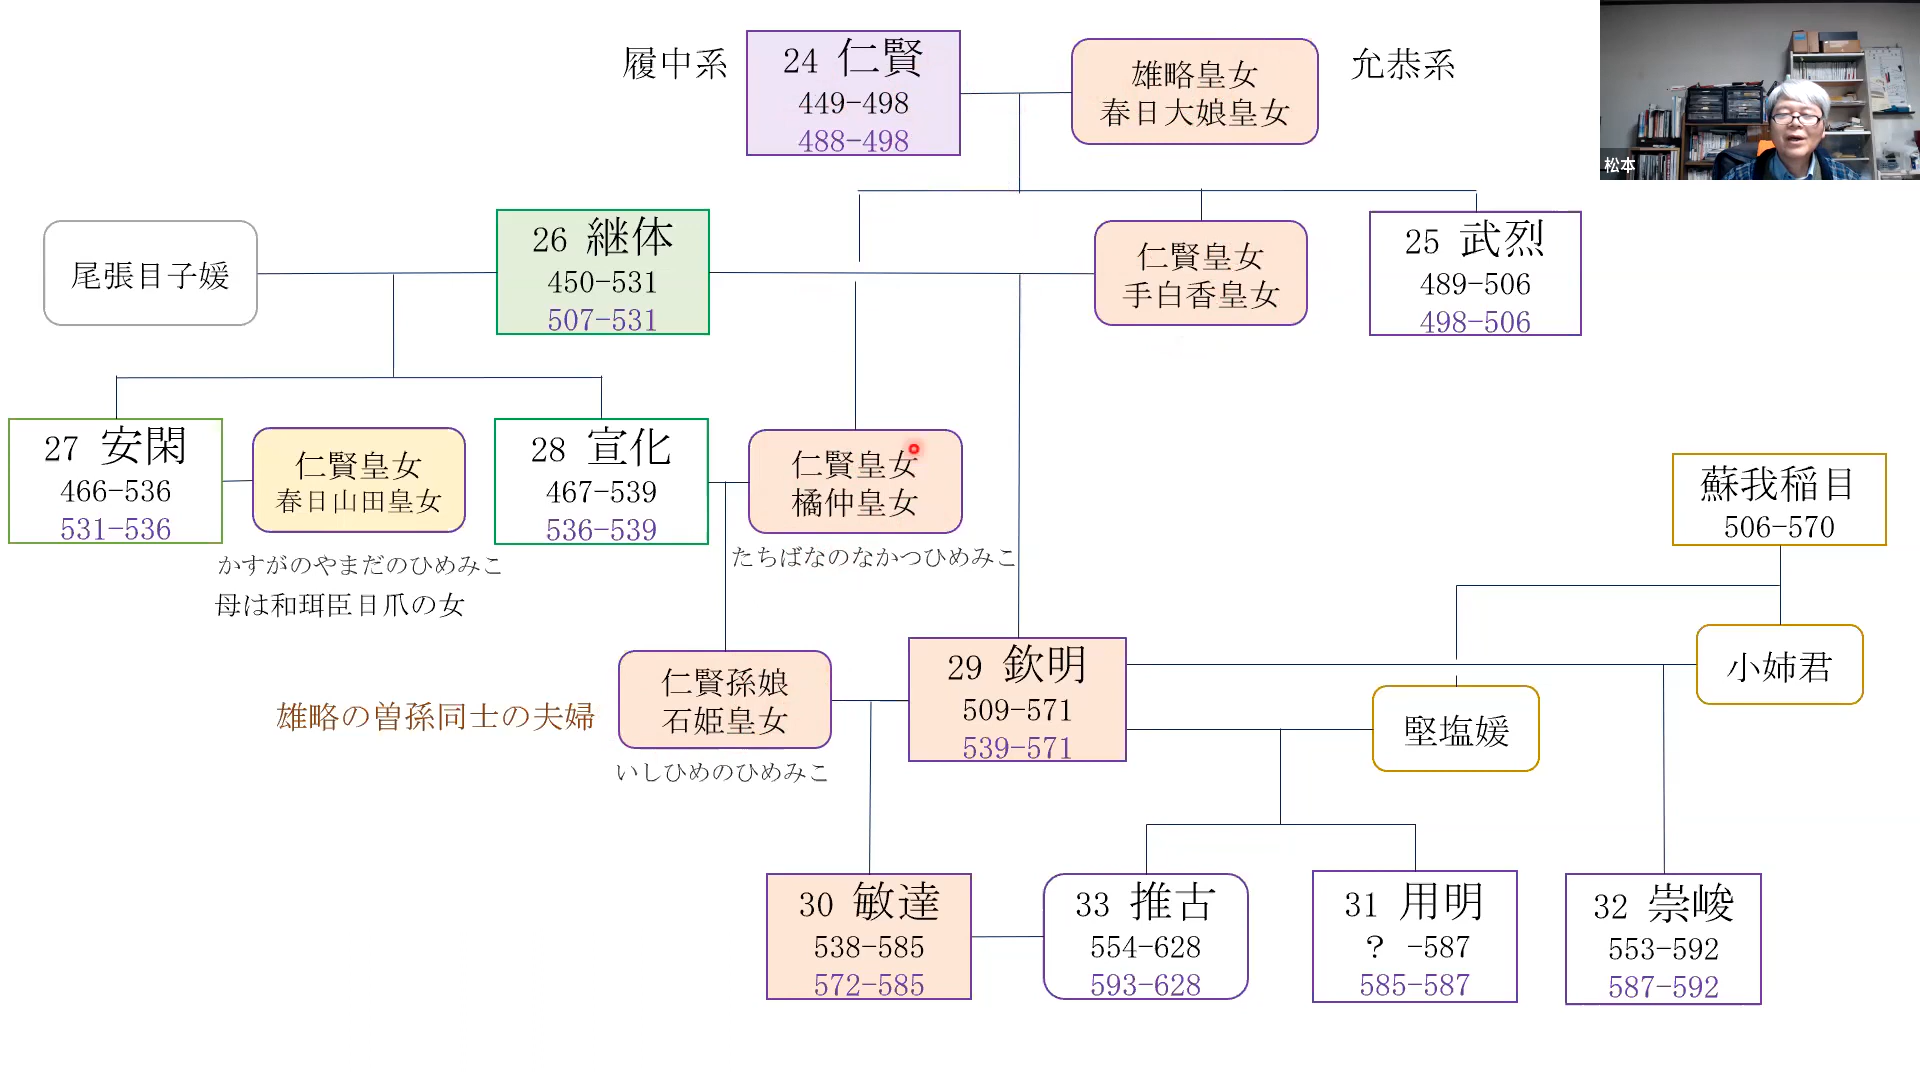 履中系
24 仁賢
449-498
488-498
雄略皇女
春日大娘皇女
允恭系
松本
尾張目子媛
26 継体
450-531
507-531
仁賢皇女
手白香皇女
25 武烈
489-506
498-506
27 安閑
466-536
531-536
仁賢皇女
春日山田皇女
かすがのやまだのひめみこ
母は和珥臣日爪の女
28 宣化
467-539
536-539
仁賢皇女
橘仲皇女
たちばなのなかつひめみこ
蘇我稲目
506-570
雄略の曽孫同士の夫婦
仁賢孫娘
石姫皇女
いしひめのひめみこ
29 欽明
509-571
539-571
小姉君
堅塩媛
30 敏達
538-585
572-585
33 推古
554-628
593-628
31 用明
？ -587
585-587
32 崇峻
553-592
587-592